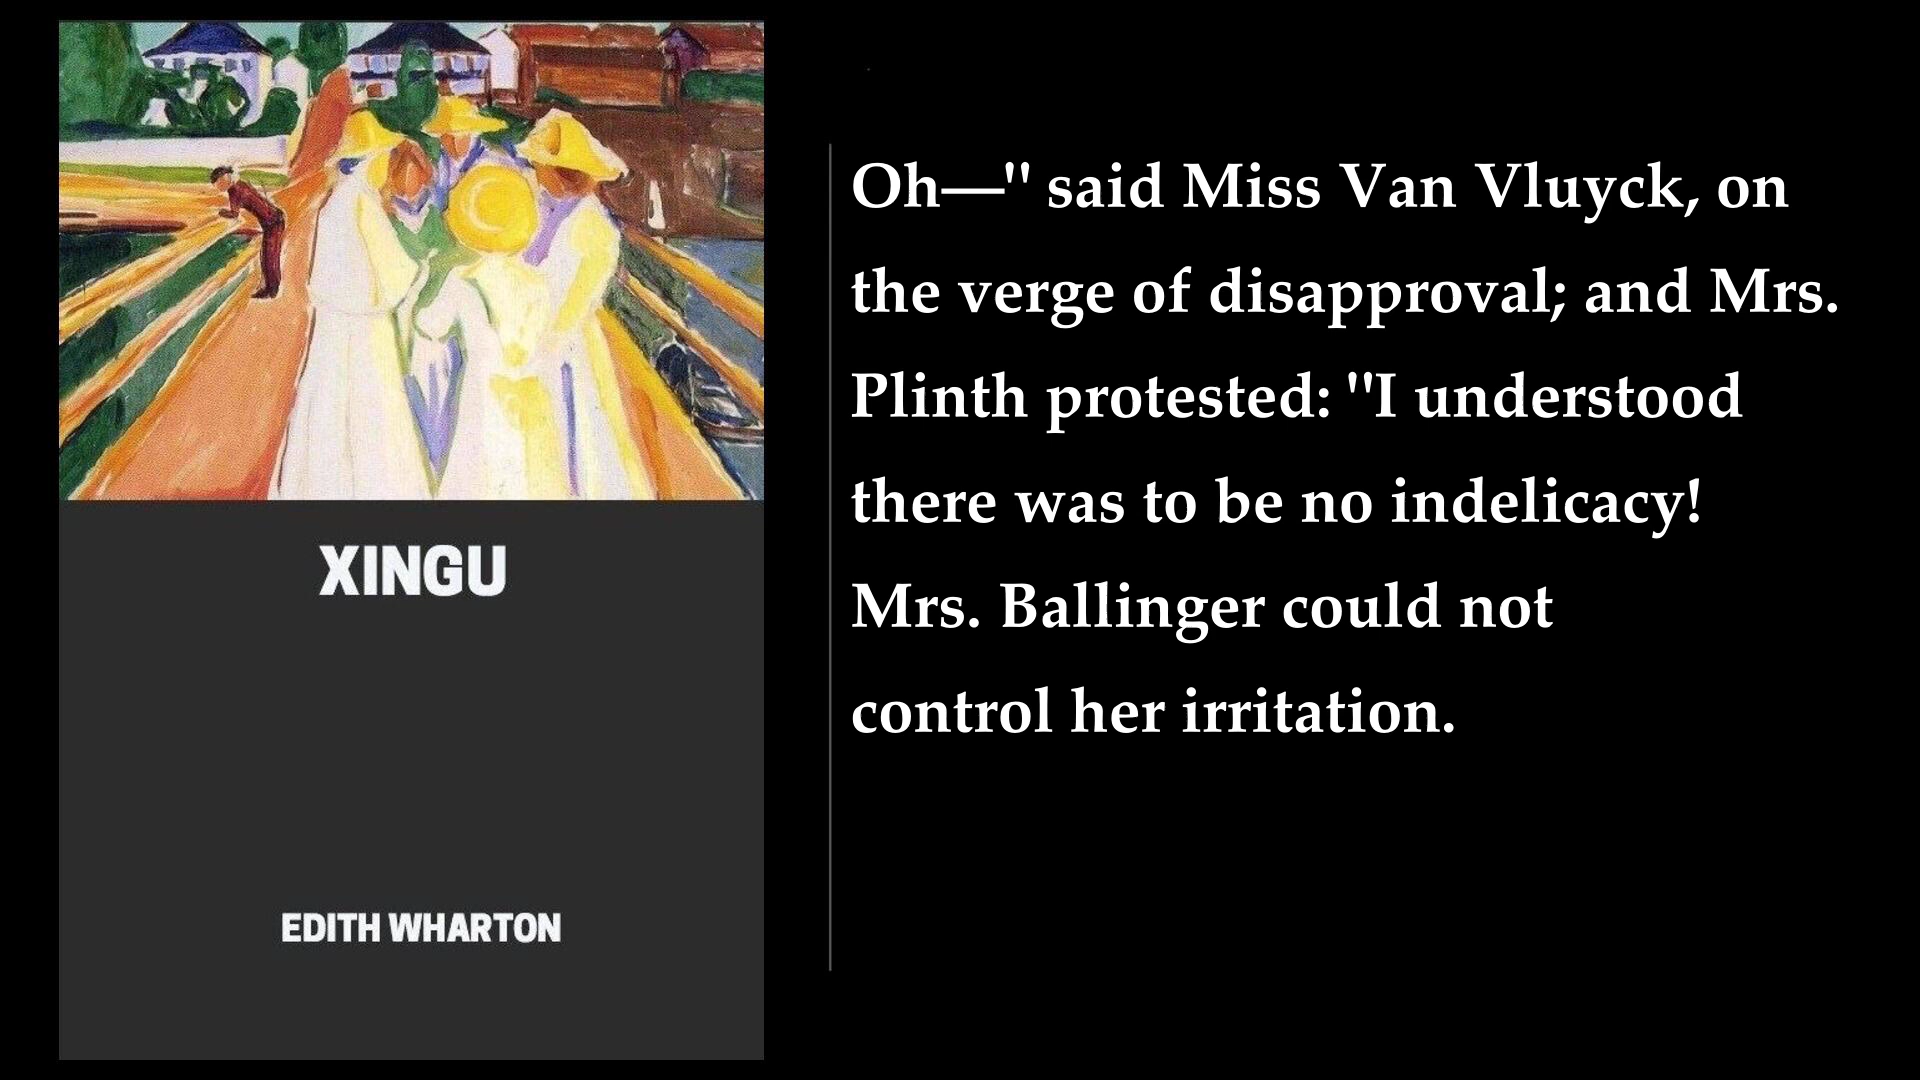 XINGU
EDITH WHARTON
Oh—" said Miss Van Vluyck, on
the verge of disapproval; and Mrs.
Plinth protested: "I understood
there was to be no indelicacy!
Mrs. Ballinger could not
control her irritation.